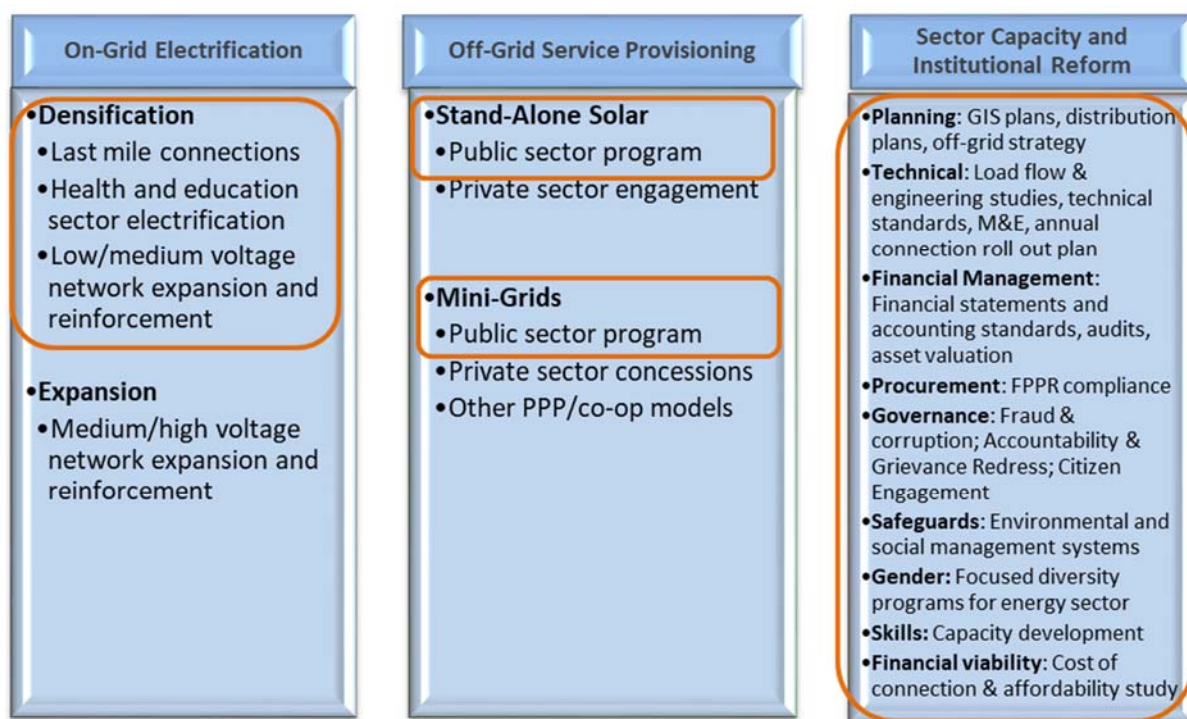 On-Grid Electrification
•Densification
•Last mile connections
•Health and education
sector electrification
•Low/medium voltage
network expansion and
reinforcement
•Expansion
•Medium/high voltage
network expansion and
reinforcement
Off-Grid Service Provisioning
•Stand-Alone Solar
•Public sector program
•Private sector engagement
•Mini-Grids
•Public sector program
•Private sector concessions
•Other PPP/co-op models
Sector Capacity and
Institutional Reform
•Planning: GIS plans, distribution
plans, off-grid strategy
•Technical: Load flow &
engineering studies, technical
standards, M&E, annual
connection roll out plan
•Financial Management:
Financial statements and
accounting standards, audits,
asset valuation
•Procurement: FPPR compliance
•Governance: Fraud &
corruption; Accountability &
Grievance Redress; Citizen
Engagement
•Safeguards: Environmental and
social management systems
•Gender: Focused diversity
programs for energy sector
•Skills: Capacity development
•Financial viability: Cost of
connection & affordability study